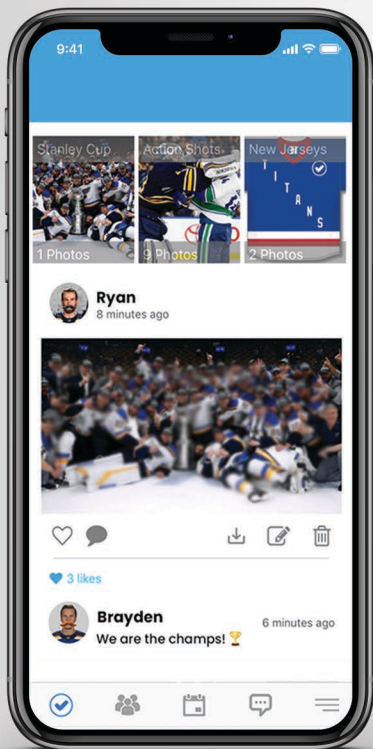 9:41
Stanley Cup
Action Shots
New Jerseys
TITANS
1 Photos
9 Photos
2 Photos
Ryan
8 minutes ago
3 likes
Brayden
6 minutes ago
We are the champs! 🏆